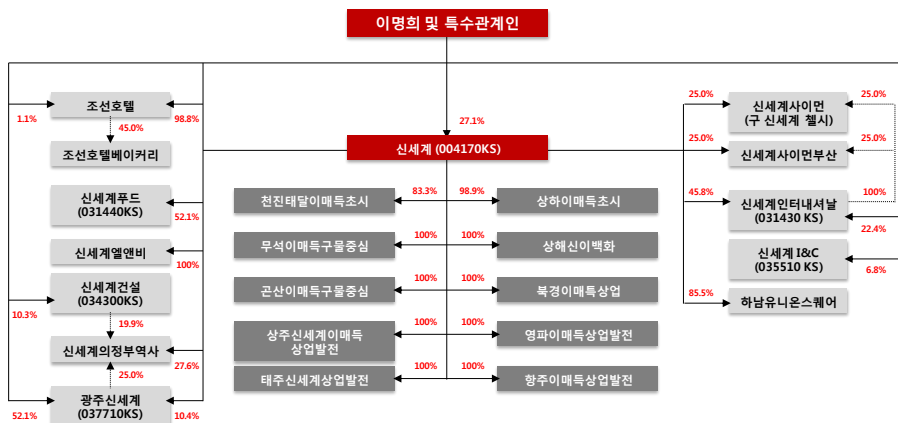 이명희 및 특수관계인
27.1%
신세계 (004170KS)
조선호텔
1.1%
98.8%
45.0%
조선호텔베이커리
신세계푸드
(031440KS)
52.1%
신세계엘앤비
100%
신세계건설
(034300KS)
10.3%
19.9%
신세계의정부역사
27.6%
25.0%
광주신세계
(037710KS)
52.1%
10.4%
83.3%
98.9%
천진태달이매득초시
상하이매득초시
100%
100%
무석이매득구물중심
상해신이백화
100%
100%
곤산이매득구물중심
북경이매특상업
100%
100%
상주신세계이매득
상업발전
영파이매득상업발전
100%
100%
태주신세계상업발전
항주이매득상업발전
25.0%
25.0%
신세계사이먼
(구 신세계 첼시)
25.0%
25.0%
신세계사이먼부산
45.8%
100%
신세계인터내셔날
(031430 KS)
22.4%
신세계 I&C
(035510 KS)
6.8%
85.5%
하남유니온스퀘어